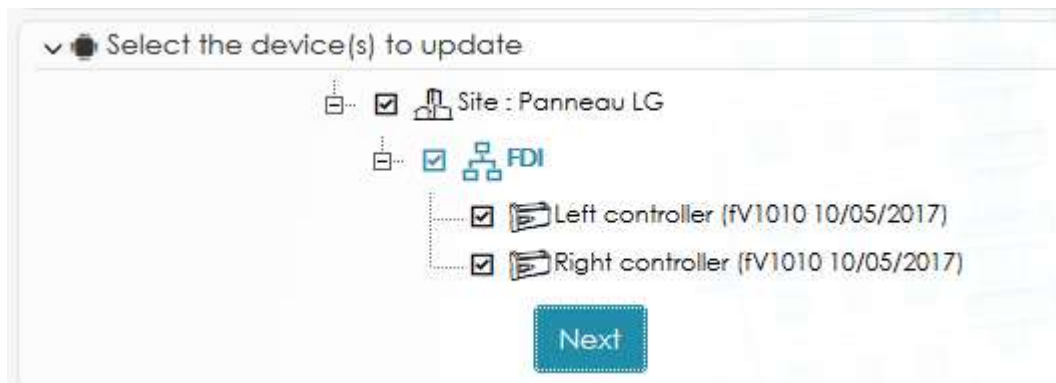 Select the device(s) to update
Site : Panneau LG
FDI
Left controller (fV1010 10/05/2017)
Right controller (fV1010 10/05/2017)
Next